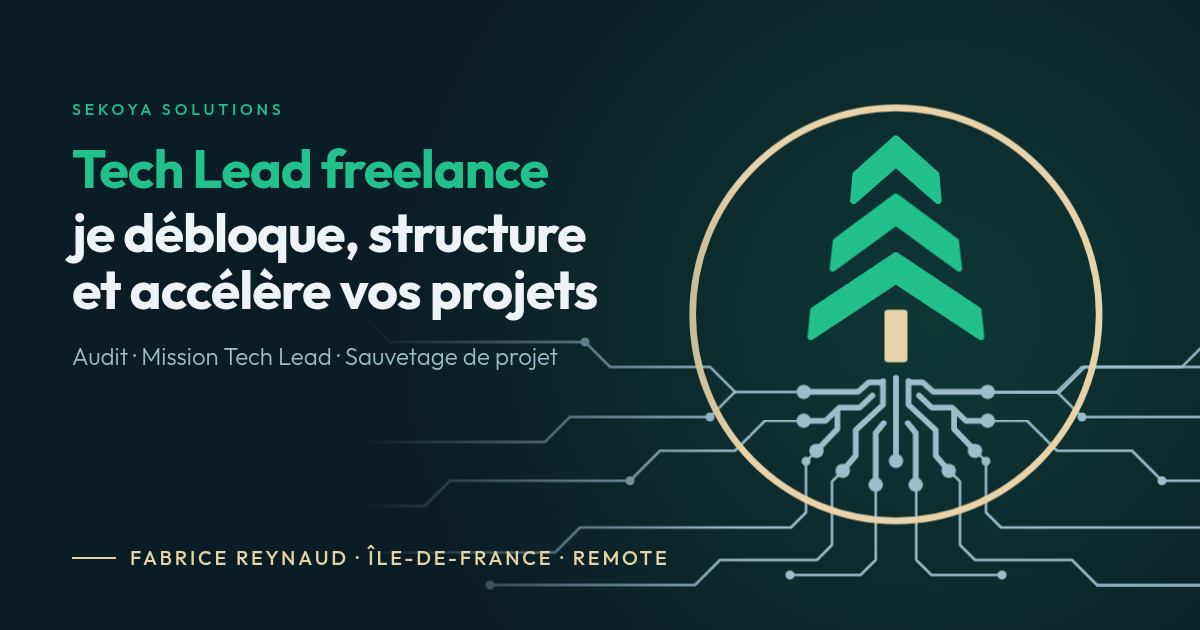 SEKOYA SOLUTIONS
Tech Lead freelance
je débloque, structure
et accélère vos projets
Audit · Mission Tech Lead · Sauvetage de projet
FABRICE REYNAUD · ÎLE-DE-FRANCE · REMOTE